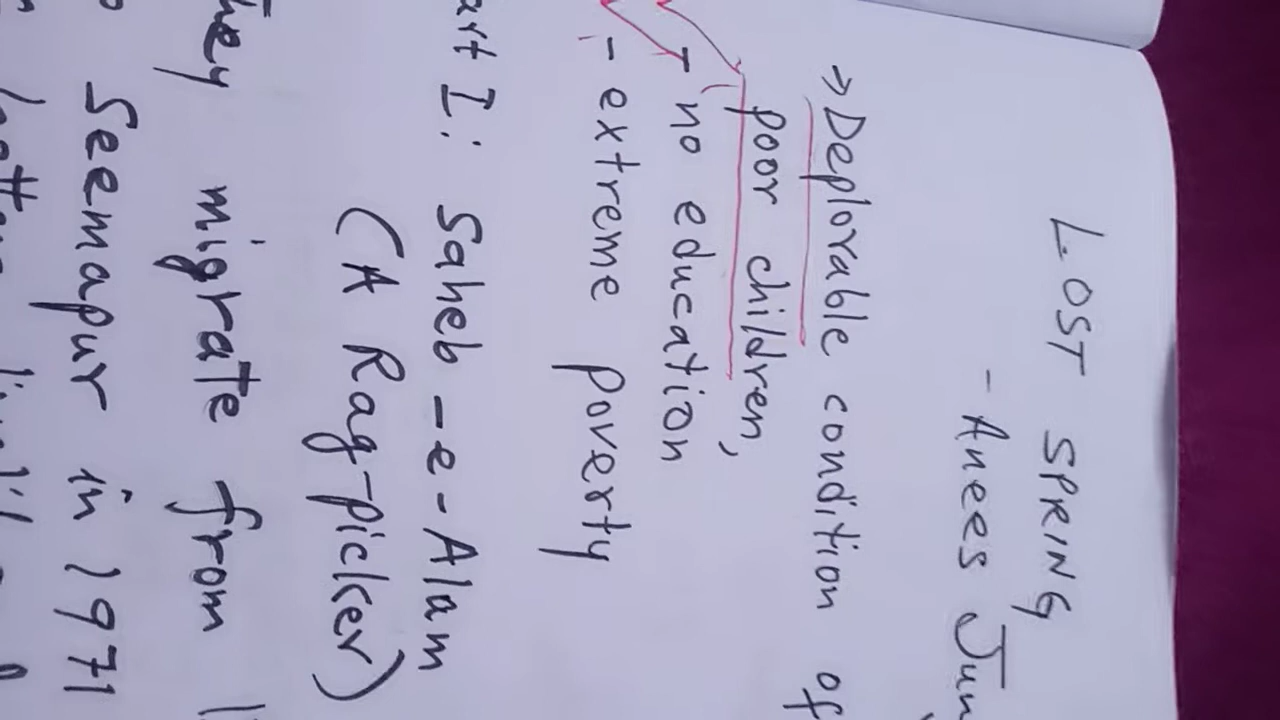 LOST SPRING
- Anees Jun
→ Deplorable condition of
poor children,
- no education
- extreme poverty
art I: Saheb-e-Alam
(A Rag-picker)
They migrate from
Seemapur in 1971